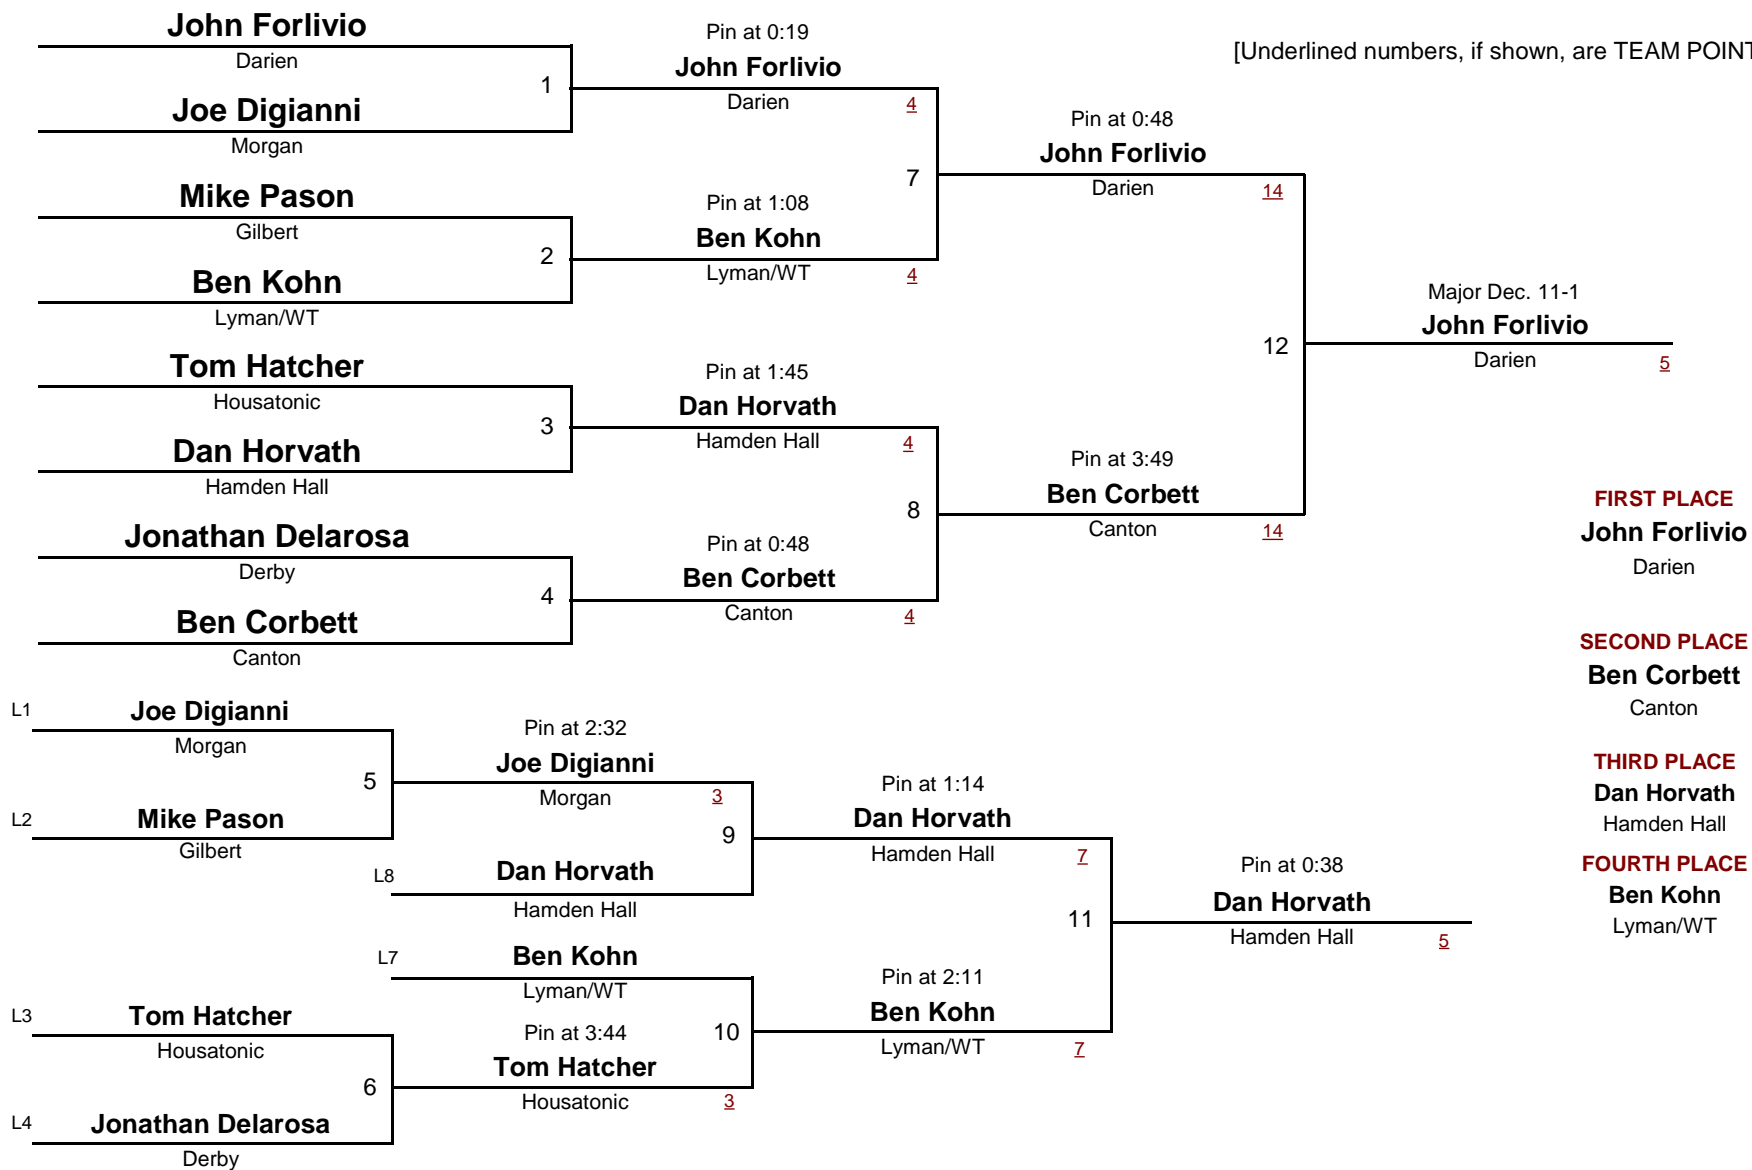 John Forlivio
Darien
1
Joe Digianni
Morgan
Mike Pason
Gilbert
2
Ben Kohn
Lyman/WT
Tom Hatcher
Housatonic
3
Dan Horvath
Hamden Hall
Jonathan Delarosa
Derby
4
Ben Corbett
Canton
Pin at 0:19
John Forlivio
Darien
4
7
Pin at 1:08
Ben Kohn
Lyman/WT
4
Pin at 1:45
Dan Horvath
Hamden Hall
4
8
Pin at 0:48
Ben Corbett
Canton
4
Pin at 0:48
John Forlivio
Darien
14
12
Pin at 3:49
Ben Corbett
Canton
14
[Underlined numbers, if shown, are TEAM POINT
Major Dec. 11-1
John Forlivio
Darien
5
FIRST PLACE
John Forlivio
Darien
SECOND PLACE
Ben Corbett
Canton
THIRD PLACE
Dan Horvath
Hamden Hall
FOURTH PLACE
Ben Kohn
Lyman/WT
L1
Joe Digianni
Morgan
5
L2
Mike Pason
Gilbert
Pin at 2:32
Joe Digianni
Morgan
3
9
L8
Dan Horvath
Hamden Hall
L7
Ben Kohn
Lyman/WT
10
L3
Tom Hatcher
Housatonic
6
L4
Jonathan Delarosa
Derby
Pin at 3:44
Tom Hatcher
Housatonic
3
Pin at 1:14
Dan Horvath
Hamden Hall
7
11
Pin at 2:11
Ben Kohn
Lyman/WT
7
Pin at 0:38
Dan Horvath
Hamden Hall
5